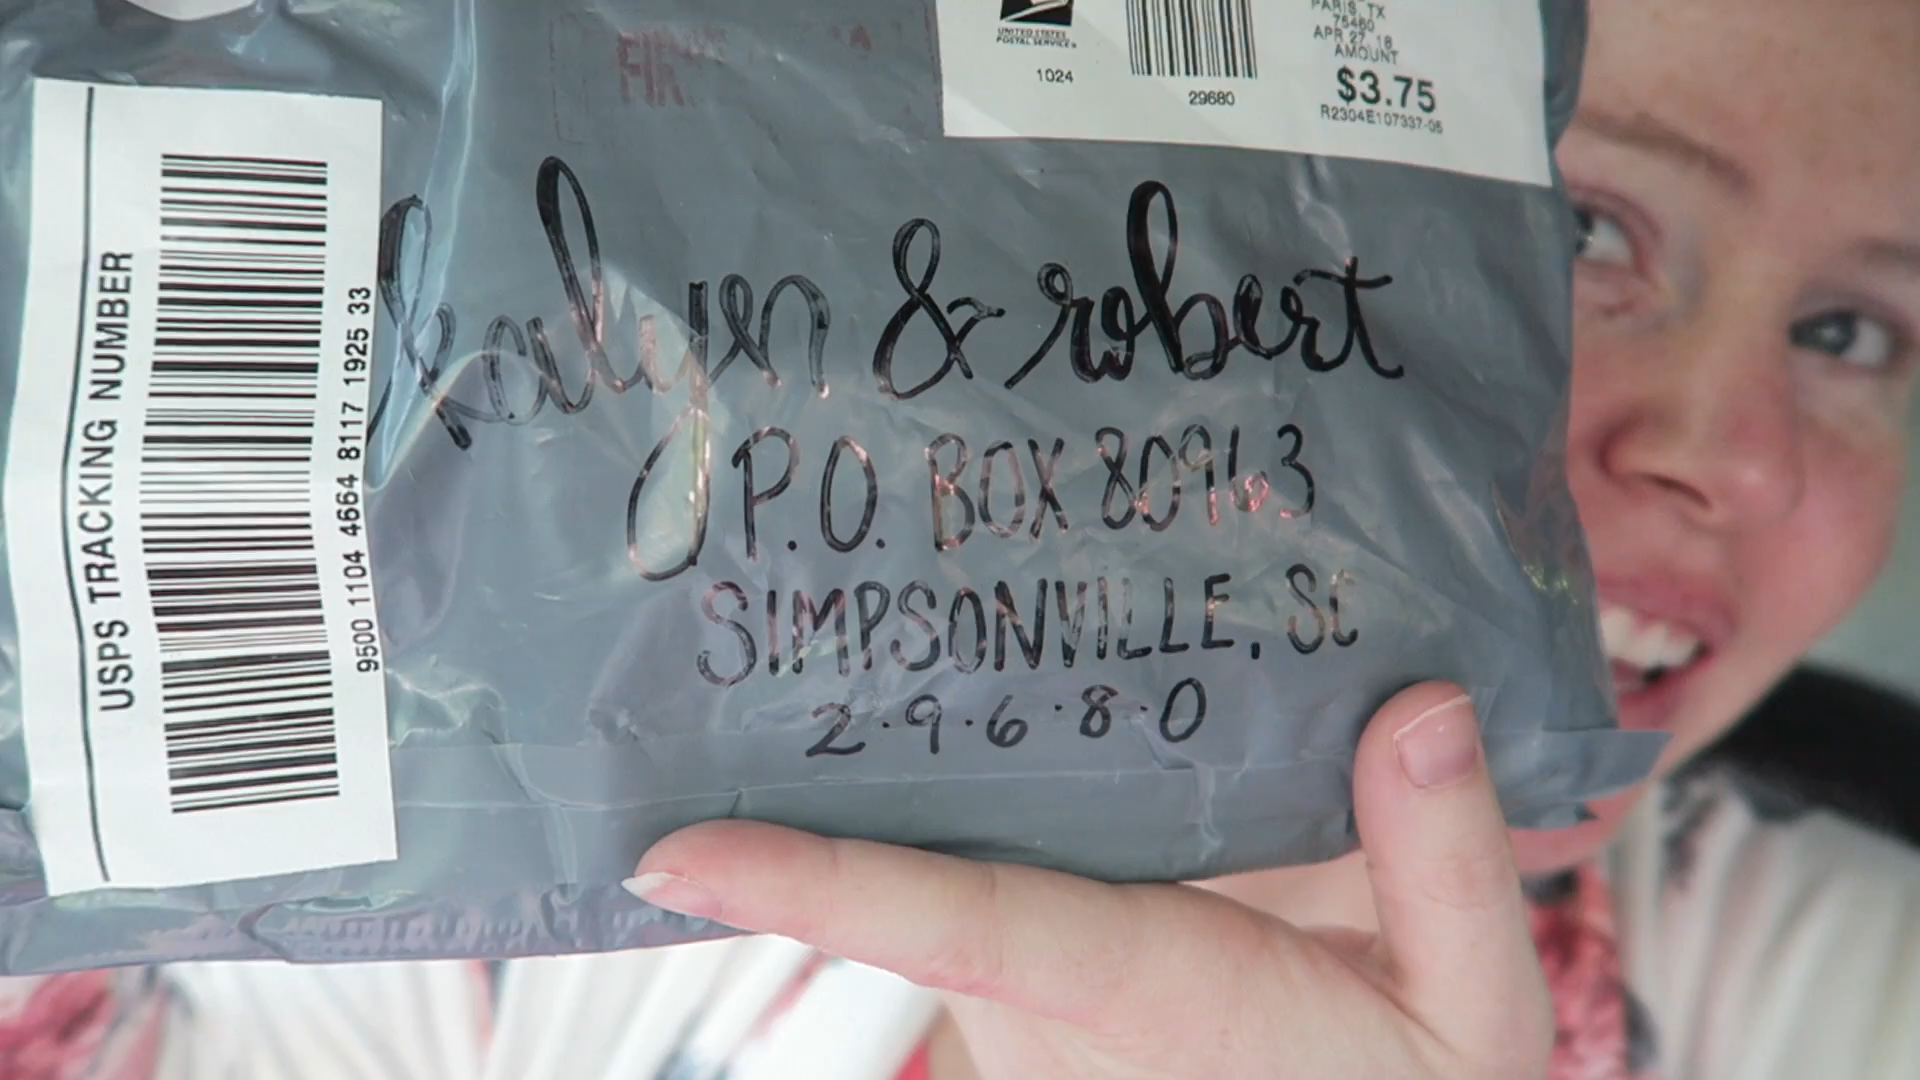 UNITED STATES
POSTAL SERVICE®
1024
29680
PARIS, TX
75460
APR 27, 18
AMOUNT
$3.75
R2304E107337-05
USPS TRACKING NUMBER
9500 1104 4664 8117 1925 33
kalyn & robert
P.O. BOX 80963
SIMPSONVILLE, SC
2·9·6·8·0